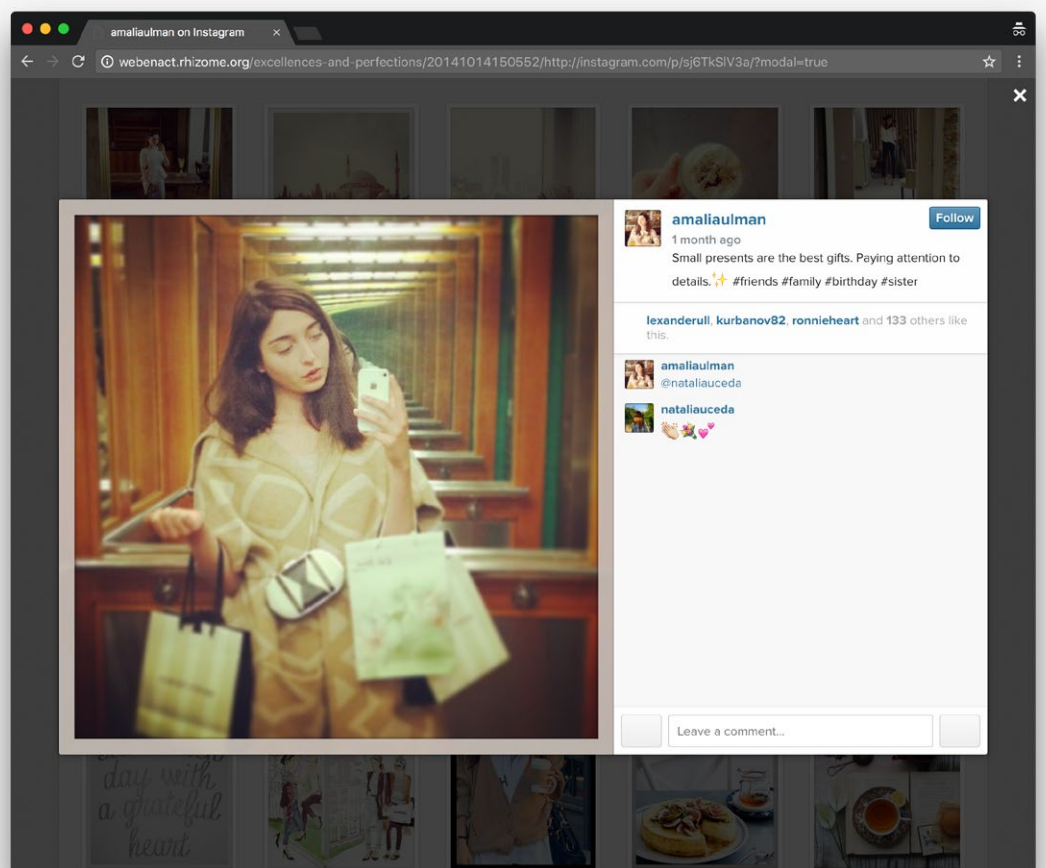 amaliaulman on Instagram
webenact.rhizome.org/excellences-and-perfections/20141014150552/http://instagram.com/p/sj6TkSlV3a/?modal=true
amaliaulman
Follow
1 month ago
Small presents are the best gifts. Paying attention to
details.✨ #friends #family #birthday #sister
lexanderull, kurbanov82, ronnieheart and 133 others like
this.
amaliaulman
@nataliauceda
nataliauceda
👏🏻💐💕
Leave a comment...
day with
a grateful
heart